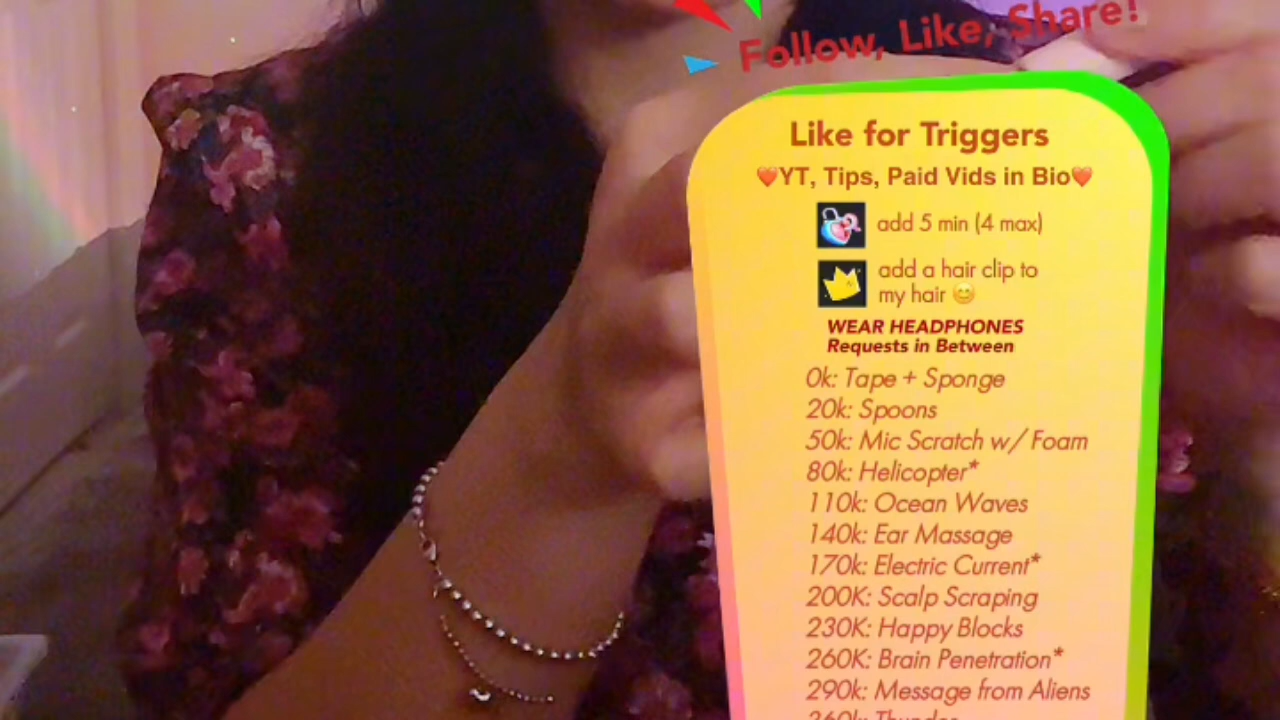 Follow, Like, Share!
Like for Triggers
🧡YT, Tips, Paid Vids in Bio🧡
add 5 min (4 max)
add a hair clip to
my hair 😊
WEAR HEADPHONES
Requests in Between
0k: Tape + Sponge
20k: Spoons
50k: Mic Scratch w/ Foam
80k: Helicopter*
110k: Ocean Waves
140k: Ear Massage
170k: Electric Current*
200K: Scalp Scraping
230K: Happy Blocks
260K: Brain Penetration*
290k: Message from Aliens